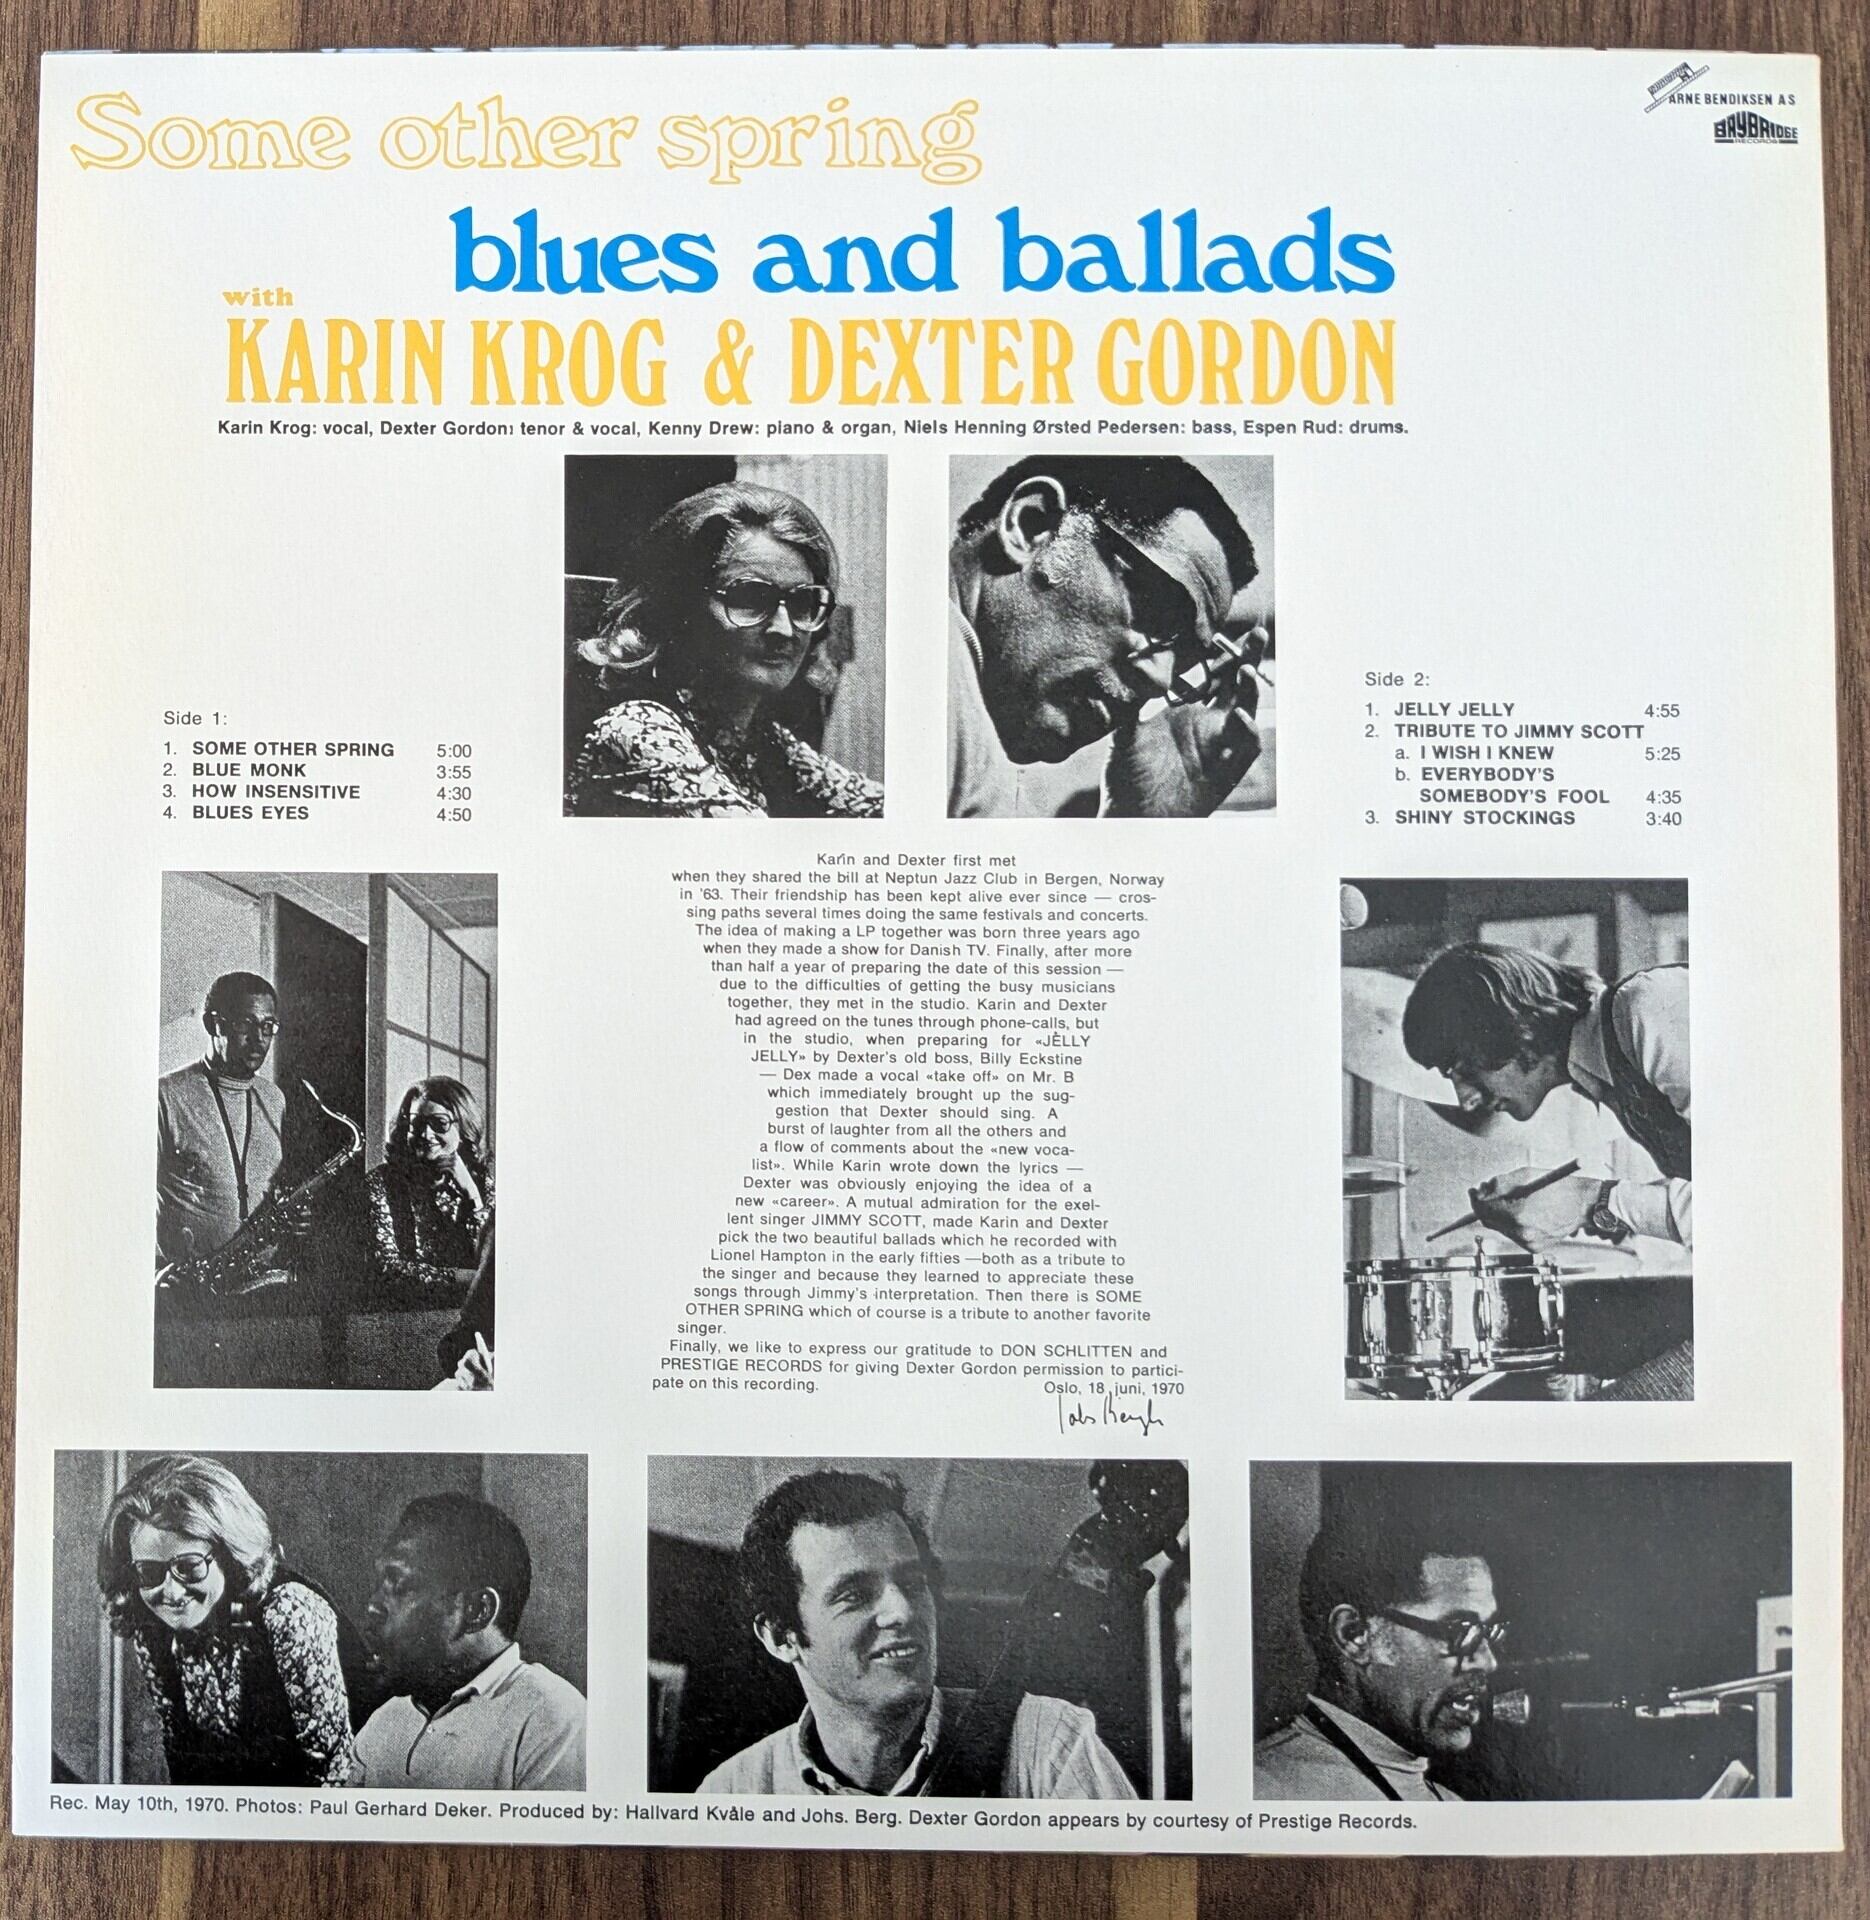 Some other spring
ARNE BENDIKSEN AS
BAYBRIDGE
RECORDS
blues and ballads
with
KARIN KROG & DEXTER GORDON
Karin Krog: vocal, Dexter Gordon: tenor & vocal, Kenny Drew: piano & organ, Niels Henning Ørsted Pedersen: bass, Espen Rud: drums.
Side 1:
1. SOME OTHER SPRING 5:00
2. BLUE MONK 3:55
3. HOW INSENSITIVE 4:30
4. BLUES EYES 4:50
Side 2:
1. JELLY JELLY 4:55
2. TRIBUTE TO JIMMY SCOTT
a. I WISH I KNEW 5:25
b. EVERYBODY'S
SOMEBODY'S FOOL 4:35
3. SHINY STOCKINGS 3:40
Karin and Dexter first met
when they shared the bill at Neptun Jazz Club in Bergen, Norway
in '63. Their friendship has been kept alive ever since — cros-
sing paths several times doing the same festivals and concerts.
The idea of making a LP together was born three years ago
when they made a show for Danish TV. Finally, after more
than half a year of preparing the date of this session —
due to the difficulties of getting the busy musicians
together, they met in the studio. Karin and Dexter
had agreed on the tunes through phone-calls, but
in the studio, when preparing for «JELLY
JELLY» by Dexter's old boss, Billy Eckstine
— Dex made a vocal «take off» on Mr. B
which immediately brought up the sug-
gestion that Dexter should sing. A
burst of laughter from all the others and
a flow of comments about the «new voca-
list». While Karin wrote down the lyrics —
Dexter was obviously enjoying the idea of a
new «career». A mutual admiration for the exel-
lent singer JIMMY SCOTT, made Karin and Dexter
pick the two beautiful ballads which he recorded with
Lionel Hampton in the early fifties —both as a tribute to
the singer and because they learned to appreciate these
songs through Jimmy's interpretation. Then there is SOME
OTHER SPRING which of course is a tribute to another favorite
singer.
Finally, we like to express our gratitude to DON SCHLITTEN and
PRESTIGE RECORDS for giving Dexter Gordon permission to partici-
pate on this recording. Oslo, 18, juni, 1970
Johs Bergh
Rec. May 10th, 1970. Photos: Paul Gerhard Deker. Produced by: Hallvard Kvåle and Johs. Berg. Dexter Gordon appears by courtesy of Prestige Records.